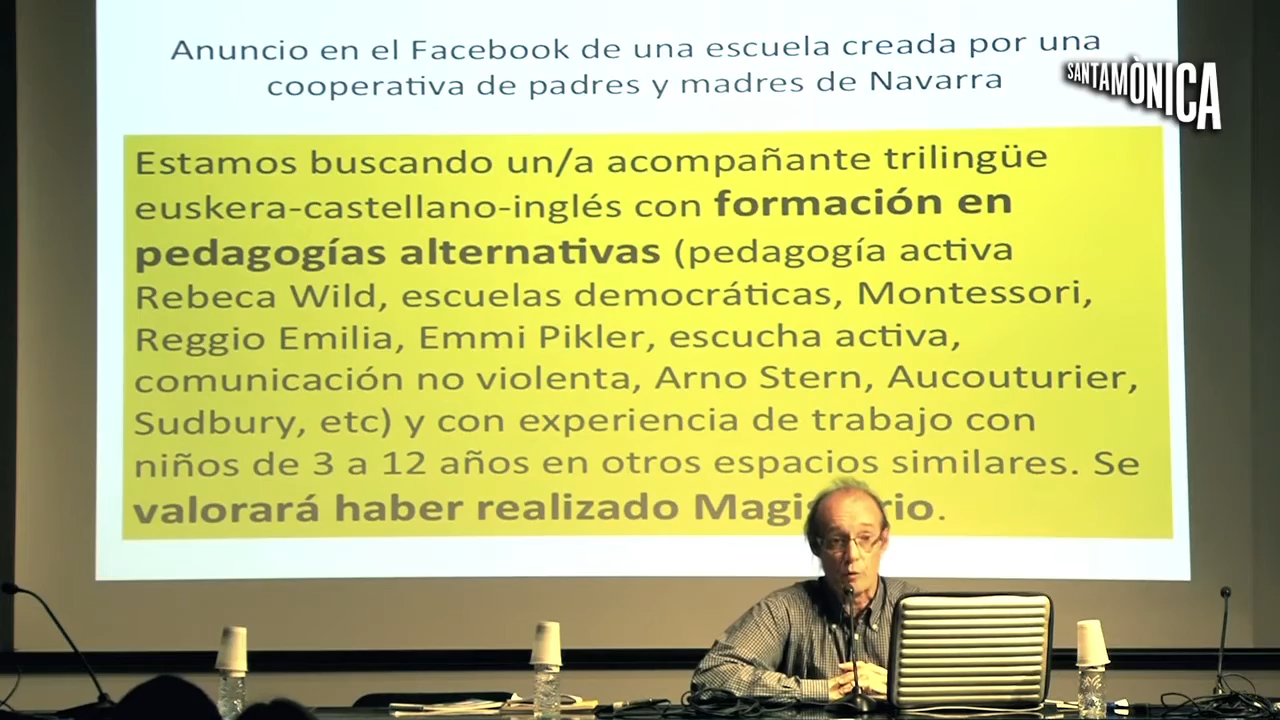 Anuncio en el Facebook de una escuela creada por una
cooperativa de padres y madres de Navarra
SANTAMÒNICA
Estamos buscando un/a acompañante trilingüe
euskera-castellano-inglés con formación en
pedagogías alternativas (pedagogía activa
Rebeca Wild, escuelas democráticas, Montessori,
Reggio Emilia, Emmi Pikler, escucha activa,
comunicación no violenta, Arno Stern, Aucouturier,
Sudbury, etc) y con experiencia de trabajo con
niños de 3 a 12 años en otros espacios similares. Se
valorará haber realizado